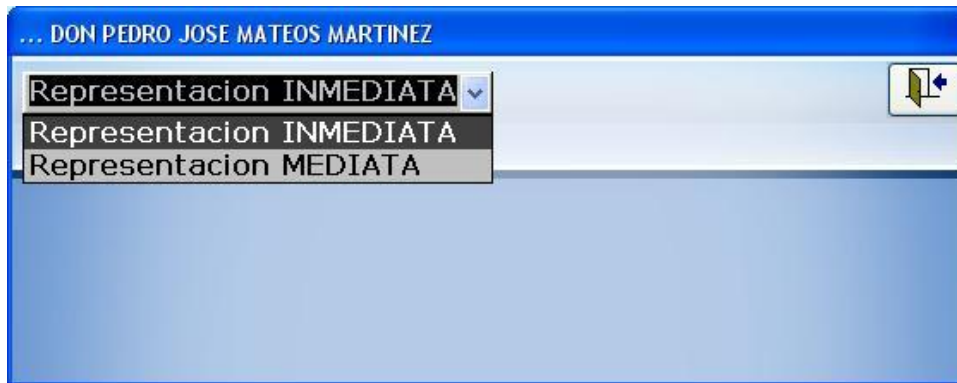 ... DON PEDRO JOSE MATEOS MARTINEZ
Representacion INMEDIATA
Representacion INMEDIATA
Representacion MEDIATA